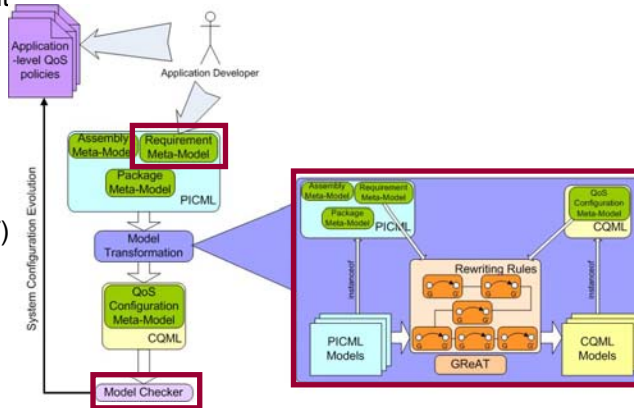 Application
-level QoS
policies
Application Developer
Assembly
Meta-Model
Requirement
Meta-Model
Package
Meta-Model
PICML
Model
Transformation
QoS
Configuration
Meta-Model
CQML
Model Checker
System Configuration Evolution
)
Assembly
Meta-Model
Requirement
Meta-Model
Package
Meta-Model
PICML
QoS
Configuration
Meta-Model
CQML
instanceof
instanceof
Rewriting Rules
G G
G G
G G
G G
G G
G G
GReAT
PICML
Models
CQML
Models